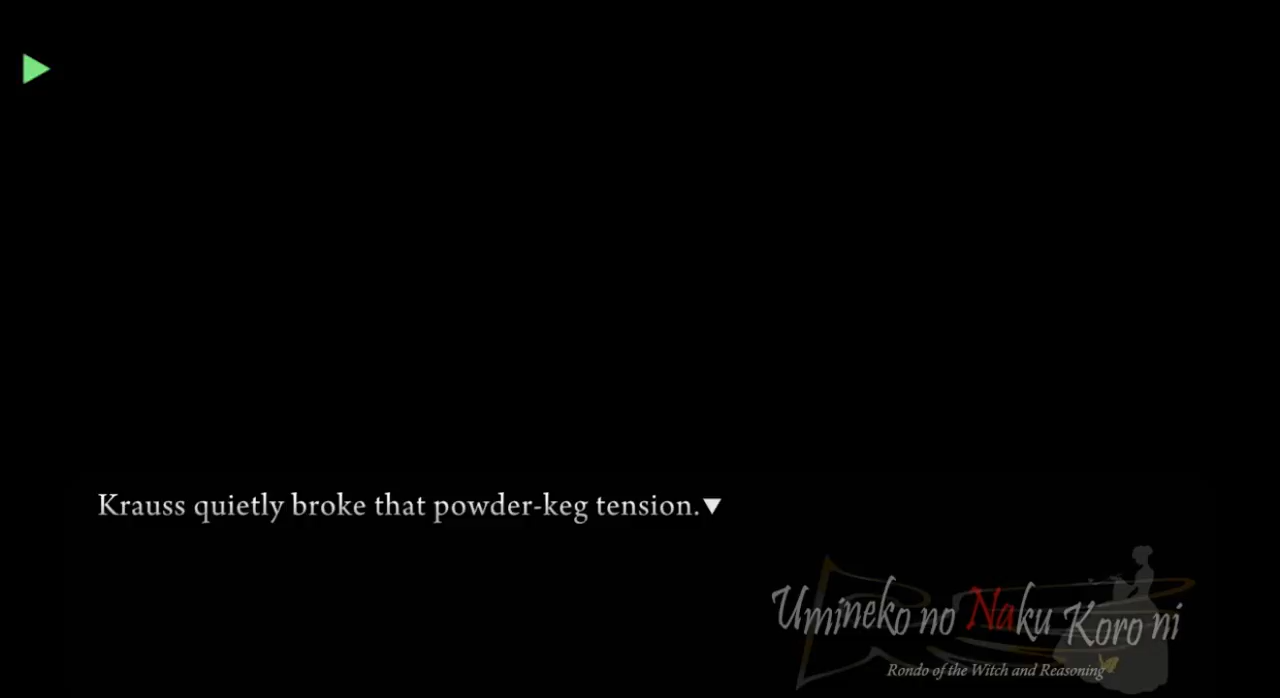 Krauss quietly broke that powder-keg tension.
Umineko no Naku Koro ni
Rondo of the Witch and Reasoning